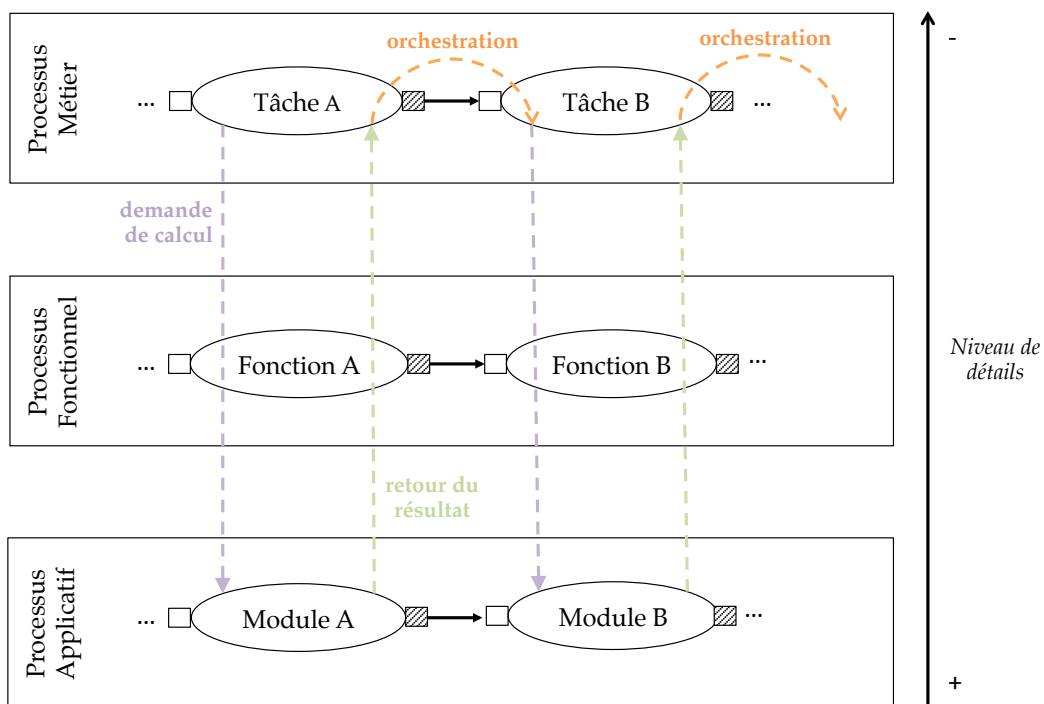 Processus
Métier
orchestration
orchestration
...
Tâche A
Tâche B
...
demande
de calcul
Processus
Fonctionnel
...
Fonction A
Fonction B
...
retour du
résultat
Processus
Applicatif
...
Module A
Module B
...
-
Niveau de
détails
+